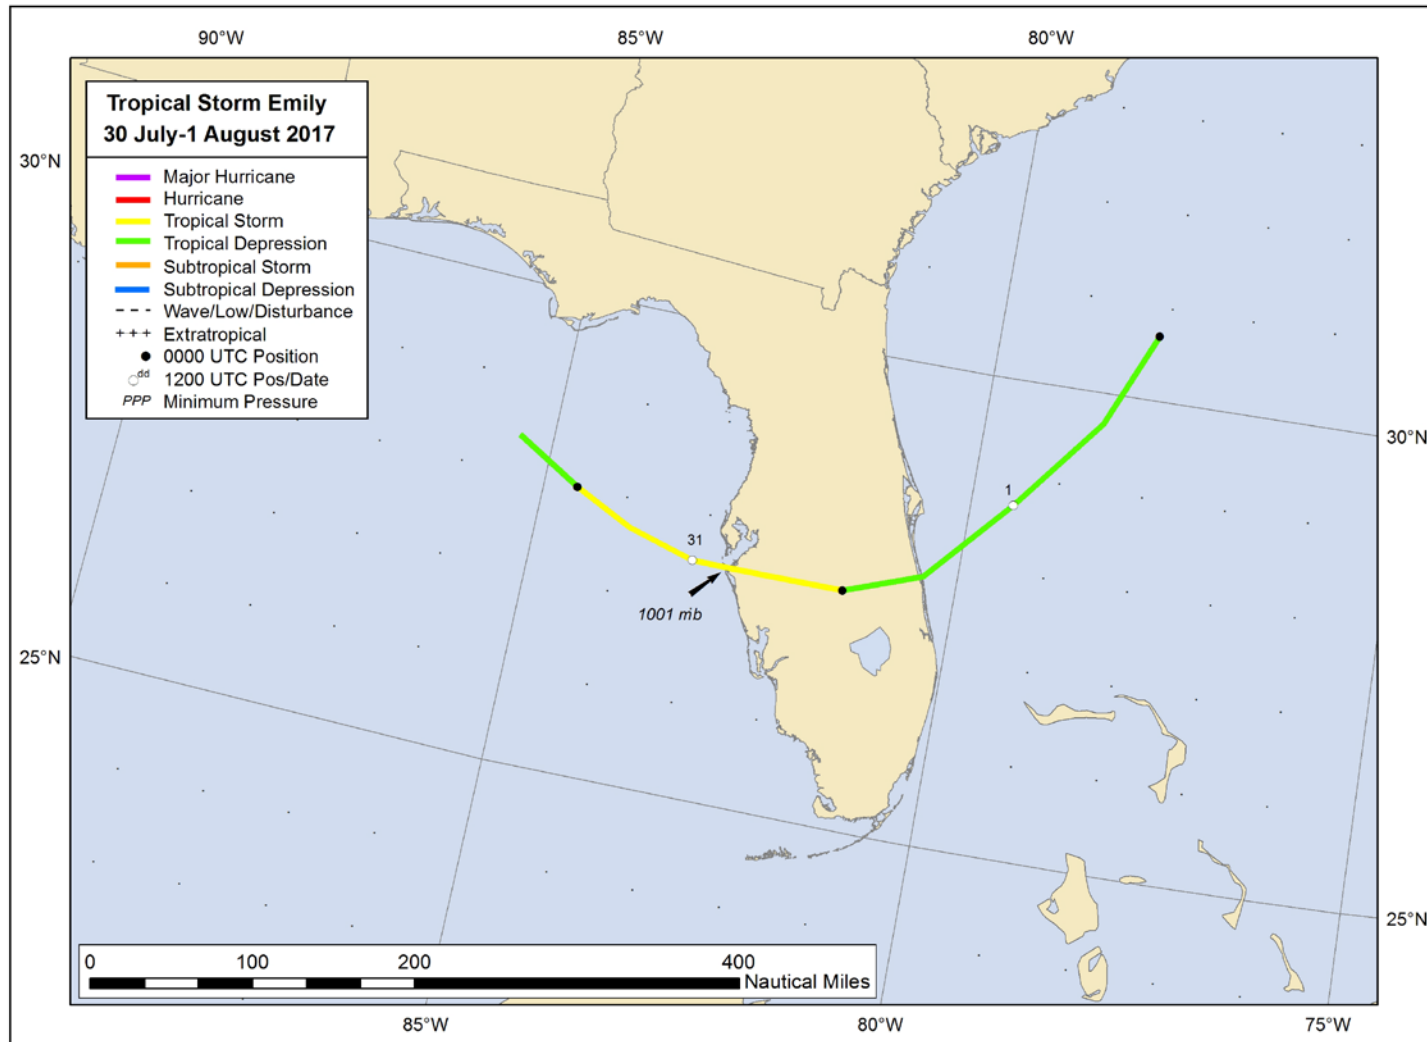 90°W
85°W
80°W
Tropical Storm Emily
30 July-1 August 2017
Major Hurricane
Hurricane
Tropical Storm
Tropical Depression
Subtropical Storm
Subtropical Depression
Wave/Low/Disturbance
+++ Extratropical
0000 UTC Position
dd 1200 UTC Pos/Date
PPP Minimum Pressure
30°N
30°N
1
31
1001 mb
25°N
25°N
0 100 200 400
Nautical Miles
85°W
80°W
75°W